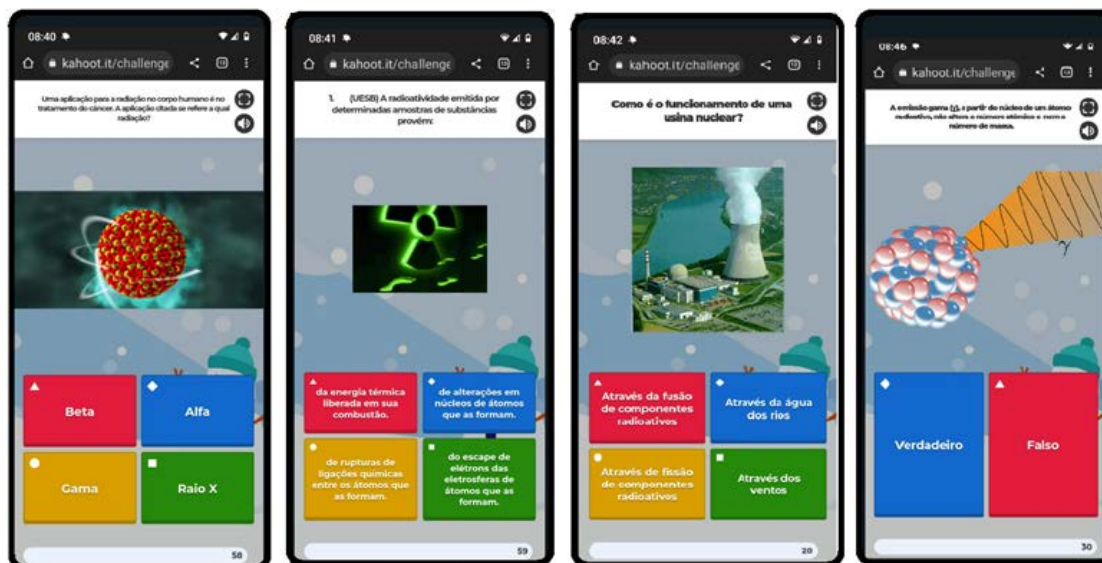 08:40
kahoot.it/challenge
Uma aplicação para a radiação no corpo humano é no
tratamento do câncer. A aplicação citada se refere a qual
radiação?
Beta
Alfa
Gama
Raio X
58
08:41
kahoot.it/challenge
1. (UESB) A radioatividade emitida por
determinadas amostras de substâncias
provém:
da energia térmica
liberada em sua
combustão.
de alterações em
núcleos de átomos
que as formam.
de rupturas de
ligações químicas
entre os átomos que
as formam.
do escape de
elétrons das
eletrosferas de
átomos que as
formam.
59
08:42
kahoot.it/challenge
Como é o funcionamento de uma
usina nuclear?
Através da fusão
de componentes
radioativos
Através da água
dos rios
Através de fissão
de componentes
radioativos
Através dos
ventos
20
08:46
kahoot.it/challenge
A emissão gama (γ), a partir do núcleo de um átomo
radioativo, não altera o número atômico e nem o
número de massa.
γ
Verdadeiro
Falso
30